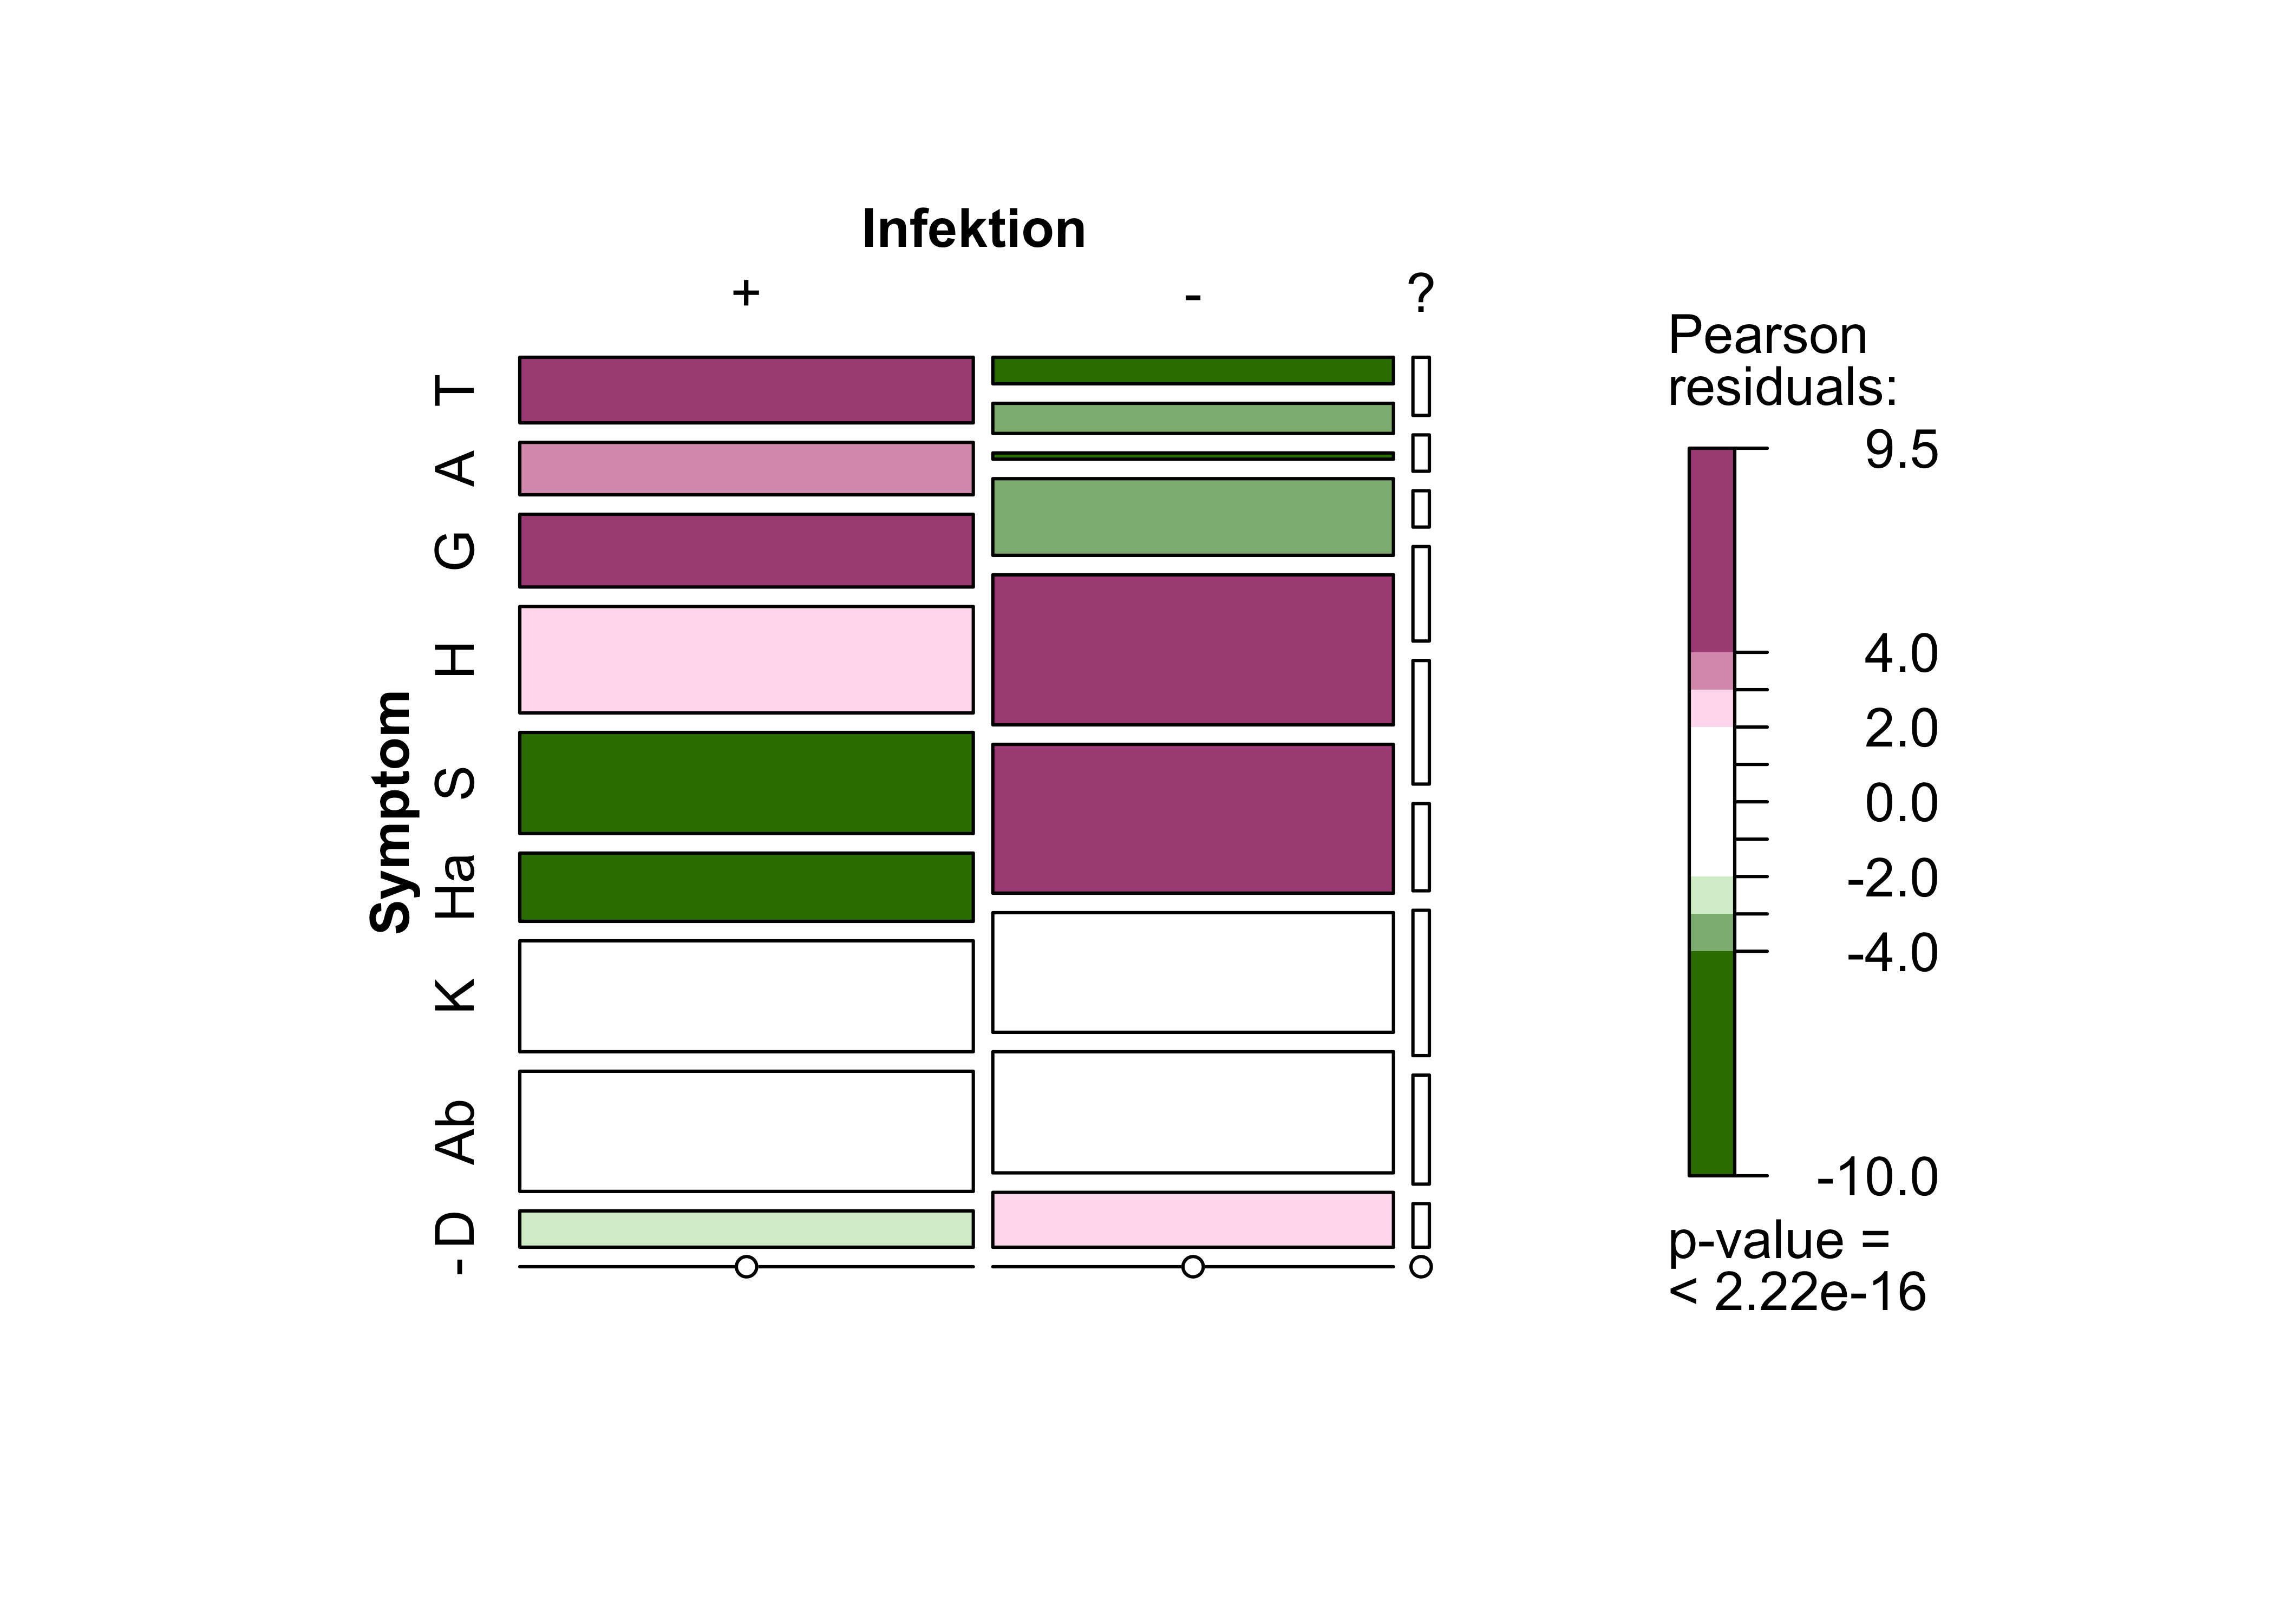 Infektion
+ - ?
Symptom
T
A
G
H
S
Ha
K
Ab
D
-
Pearson
residuals:
9.5
4.0
2.0
0.0
-2.0
-4.0
-10.0
p-value =
< 2.22e-16